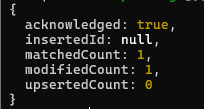 {
acknowledged: true,
insertedId: null,
matchedCount: 1,
modifiedCount: 1,
upsertedCount: 0
}